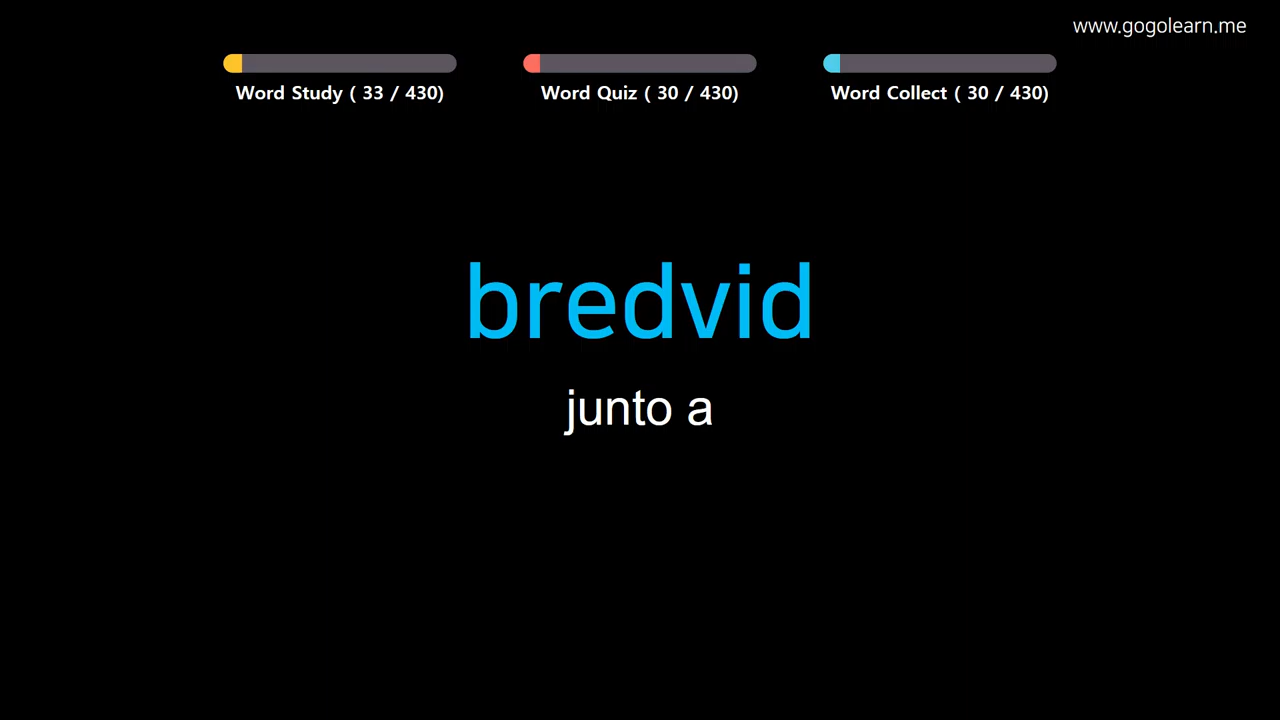 www.gogolearn.me
Word Study ( 33 / 430)
Word Quiz ( 30 / 430)
Word Collect ( 30 / 430)
bredvid
junto a